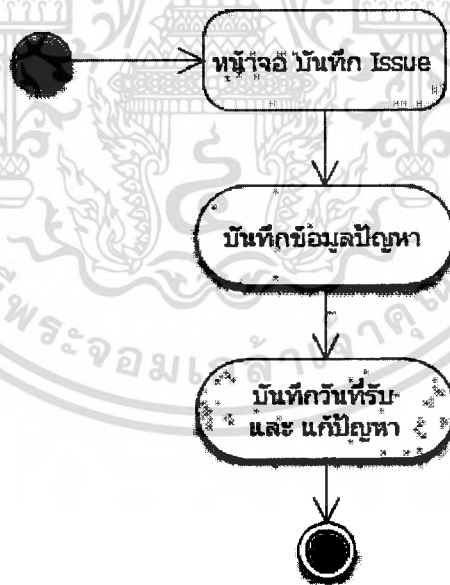 หน้าจอ บันทึก Issue
บันทึกข้อมูลปัญหา
บันทึกวันที่รับ
และ แก้ปัญหา